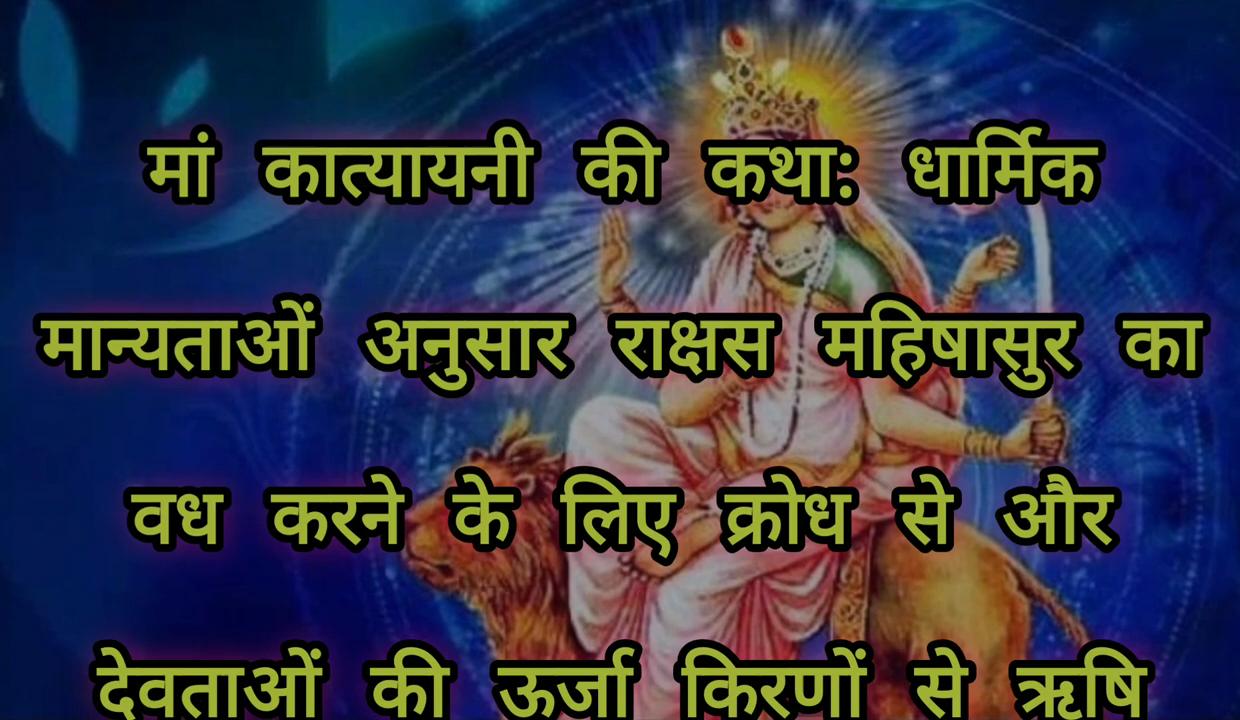 मां कात्यायनी की कथा: धार्मिक
मान्यताओं अनुसार राक्षस महिषासुर का
वध करने के लिए क्रोध से और
देवताओं की ऊर्जा किरणों से ऋषि